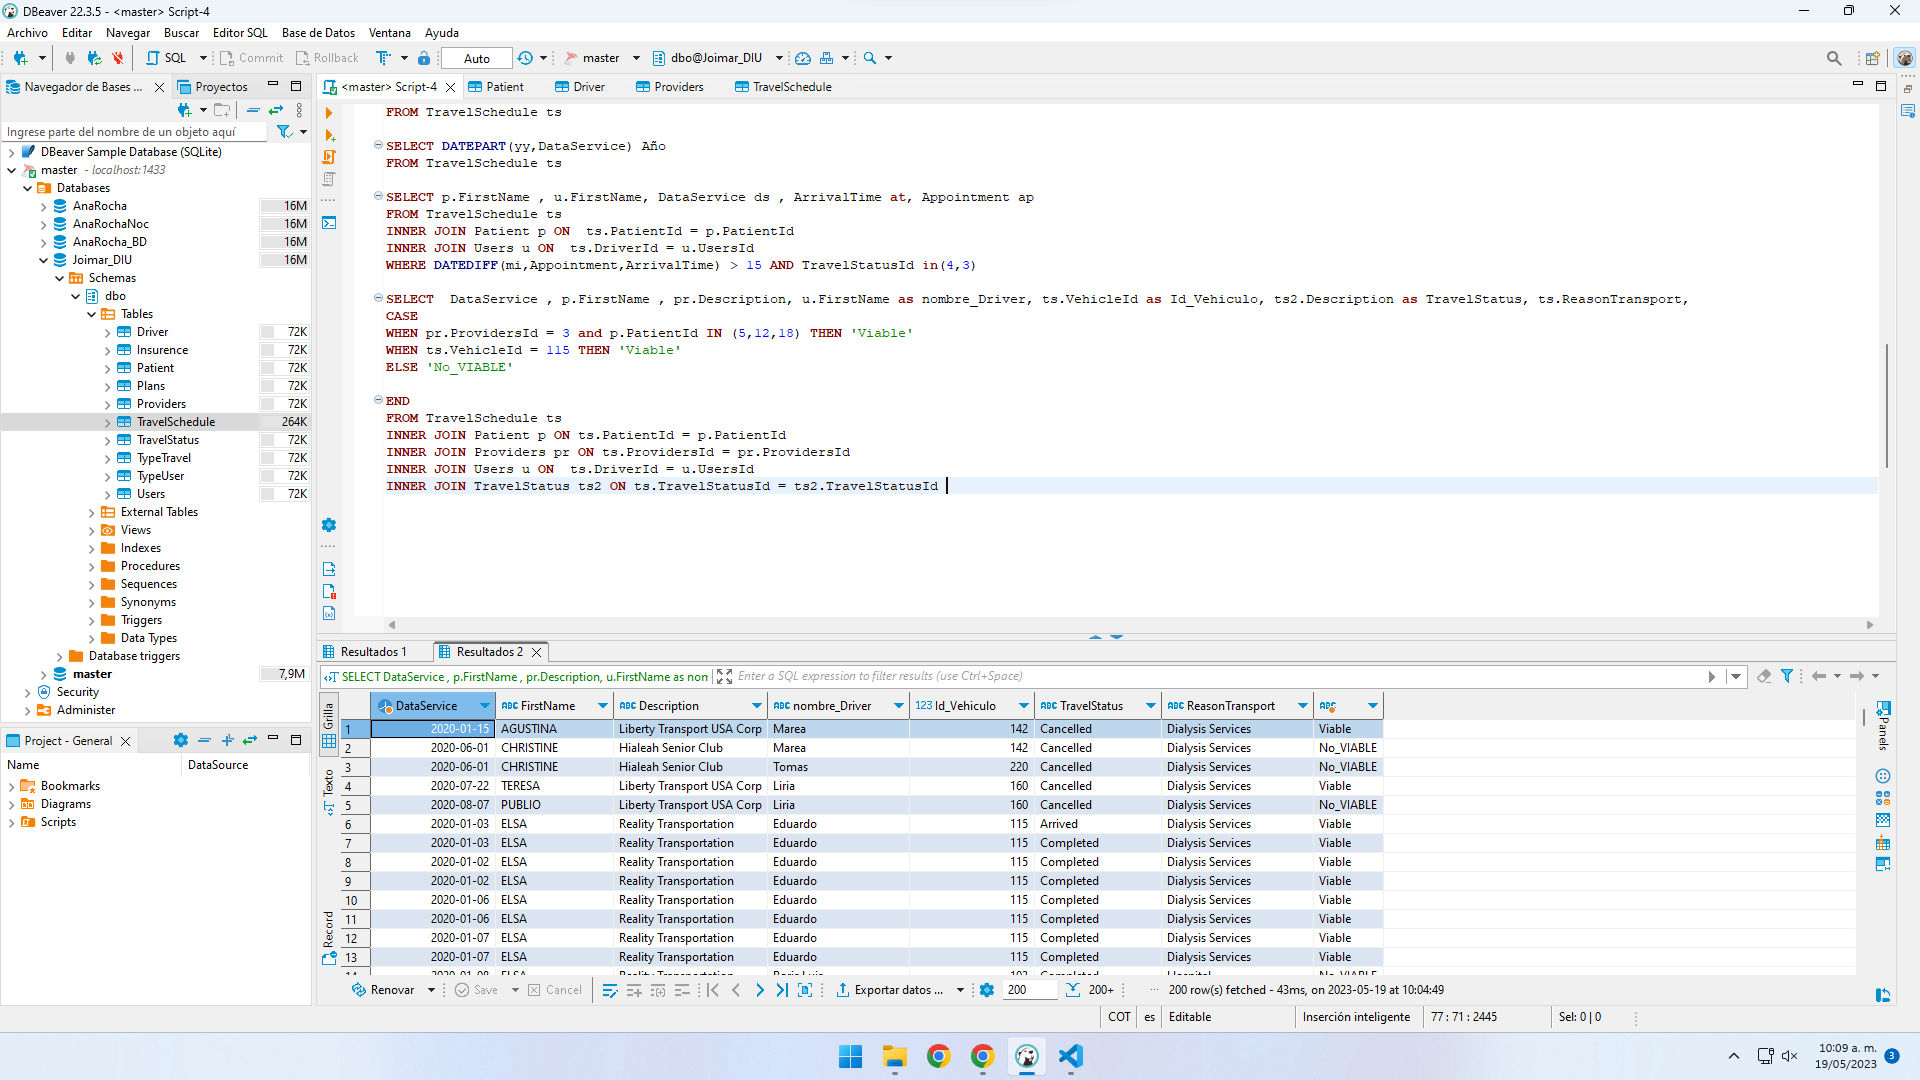 DBeaver 22.3.5 - <master> Script-4
Archivo Editar Navegar Buscar Editor SQL Base de Datos Ventana Ayuda
SQL Commit Rollback Auto master dbo@Joimar_DIU
Navegador de Bases ... Proyectos
Ingrese parte del nombre de un objeto aquí
DBeaver Sample Database (SQLite)
master - localhost:1433
Databases
AnaRocha 16M
AnaRochaNoc 16M
AnaRocha_BD 16M
Joimar_DIU 16M
Schemas
dbo
Tables
Driver 72K
Insurence 72K
Patient 72K
Plans 72K
Providers 72K
TravelSchedule 264K
TravelStatus 72K
TypeTravel 72K
TypeUser 72K
Users 72K
External Tables
Views
Indexes
Procedures
Sequences
Synonyms
Triggers
Data Types
Database triggers
master 7,9M
Security
Administer
Project - General
Name DataSource
Bookmarks
Diagrams
Scripts
<master> Script-4 Patient Driver Providers TravelSchedule
FROM TravelSchedule ts
SELECT DATEPART(yy,DataService) Año
FROM TravelSchedule ts
SELECT p.FirstName , u.FirstName, DataService ds , ArrivalTime at, Appointment ap
FROM TravelSchedule ts
INNER JOIN Patient p ON  ts.PatientId = p.PatientId
INNER JOIN Users u ON  ts.DriverId = u.UsersId
WHERE DATEDIFF(mi,Appointment,ArrivalTime) > 15 AND TravelStatusId in(4,3)
SELECT  DataService , p.FirstName , pr.Description, u.FirstName as nombre_Driver, ts.VehicleId as Id_Vehiculo, ts2.Description as TravelStatus, ts.ReasonTransport,
CASE
WHEN pr.ProvidersId = 3 and p.PatientId IN (5,12,18) THEN 'Viable'
WHEN ts.VehicleId = 115 THEN 'Viable'
ELSE 'No_VIABLE'
END
FROM TravelSchedule ts
INNER JOIN Patient p ON ts.PatientId = p.PatientId
INNER JOIN Providers pr ON ts.ProvidersId = pr.ProvidersId
INNER JOIN Users u ON  ts.DriverId = u.UsersId
INNER JOIN TravelStatus ts2 ON ts.TravelStatusId = ts2.TravelStatusId
Resultados 1 Resultados 2
SELECT DataService , p.FirstName , pr.Description, u.FirstName as non Enter a SQL expression to filter results (use Ctrl+Space)
Grilla
Texto
Record
Panels
DataService ABC FirstName ABC Description ABC nombre_Driver 123 Id_Vehiculo ABC TravelStatus ABC ReasonTransport ABC
1 2020-01-15 AGUSTINA Liberty Transport USA Corp Marea 142 Cancelled Dialysis Services Viable
2 2020-06-01 CHRISTINE Hialeah Senior Club Marea 142 Cancelled Dialysis Services No_VIABLE
3 2020-06-01 CHRISTINE Hialeah Senior Club Tomas 220 Cancelled Dialysis Services No_VIABLE
4 2020-07-22 TERESA Liberty Transport USA Corp Liria 160 Cancelled Dialysis Services Viable
5 2020-08-07 PUBLIO Liberty Transport USA Corp Liria 160 Cancelled Dialysis Services No_VIABLE
6 2020-01-03 ELSA Reality Transportation Eduardo 115 Arrived Dialysis Services Viable
7 2020-01-03 ELSA Reality Transportation Eduardo 115 Completed Dialysis Services Viable
8 2020-01-02 ELSA Reality Transportation Eduardo 115 Completed Dialysis Services Viable
9 2020-01-02 ELSA Reality Transportation Eduardo 115 Completed Dialysis Services Viable
10 2020-01-06 ELSA Reality Transportation Eduardo 115 Completed Dialysis Services Viable
11 2020-01-06 ELSA Reality Transportation Eduardo 115 Completed Dialysis Services Viable
12 2020-01-07 ELSA Reality Transportation Eduardo 115 Completed Dialysis Services Viable
13 2020-01-07 ELSA Reality Transportation Eduardo 115 Completed Dialysis Services Viable
Renovar Save Cancel Exportar datos ... 200 200+ ... 200 row(s) fetched - 43ms, on 2023-05-19 at 10:04:49
COT es Editable Inserción inteligente 77 : 71 : 2445 Sel: 0 | 0
10:09 a. m.
19/05/2023
3